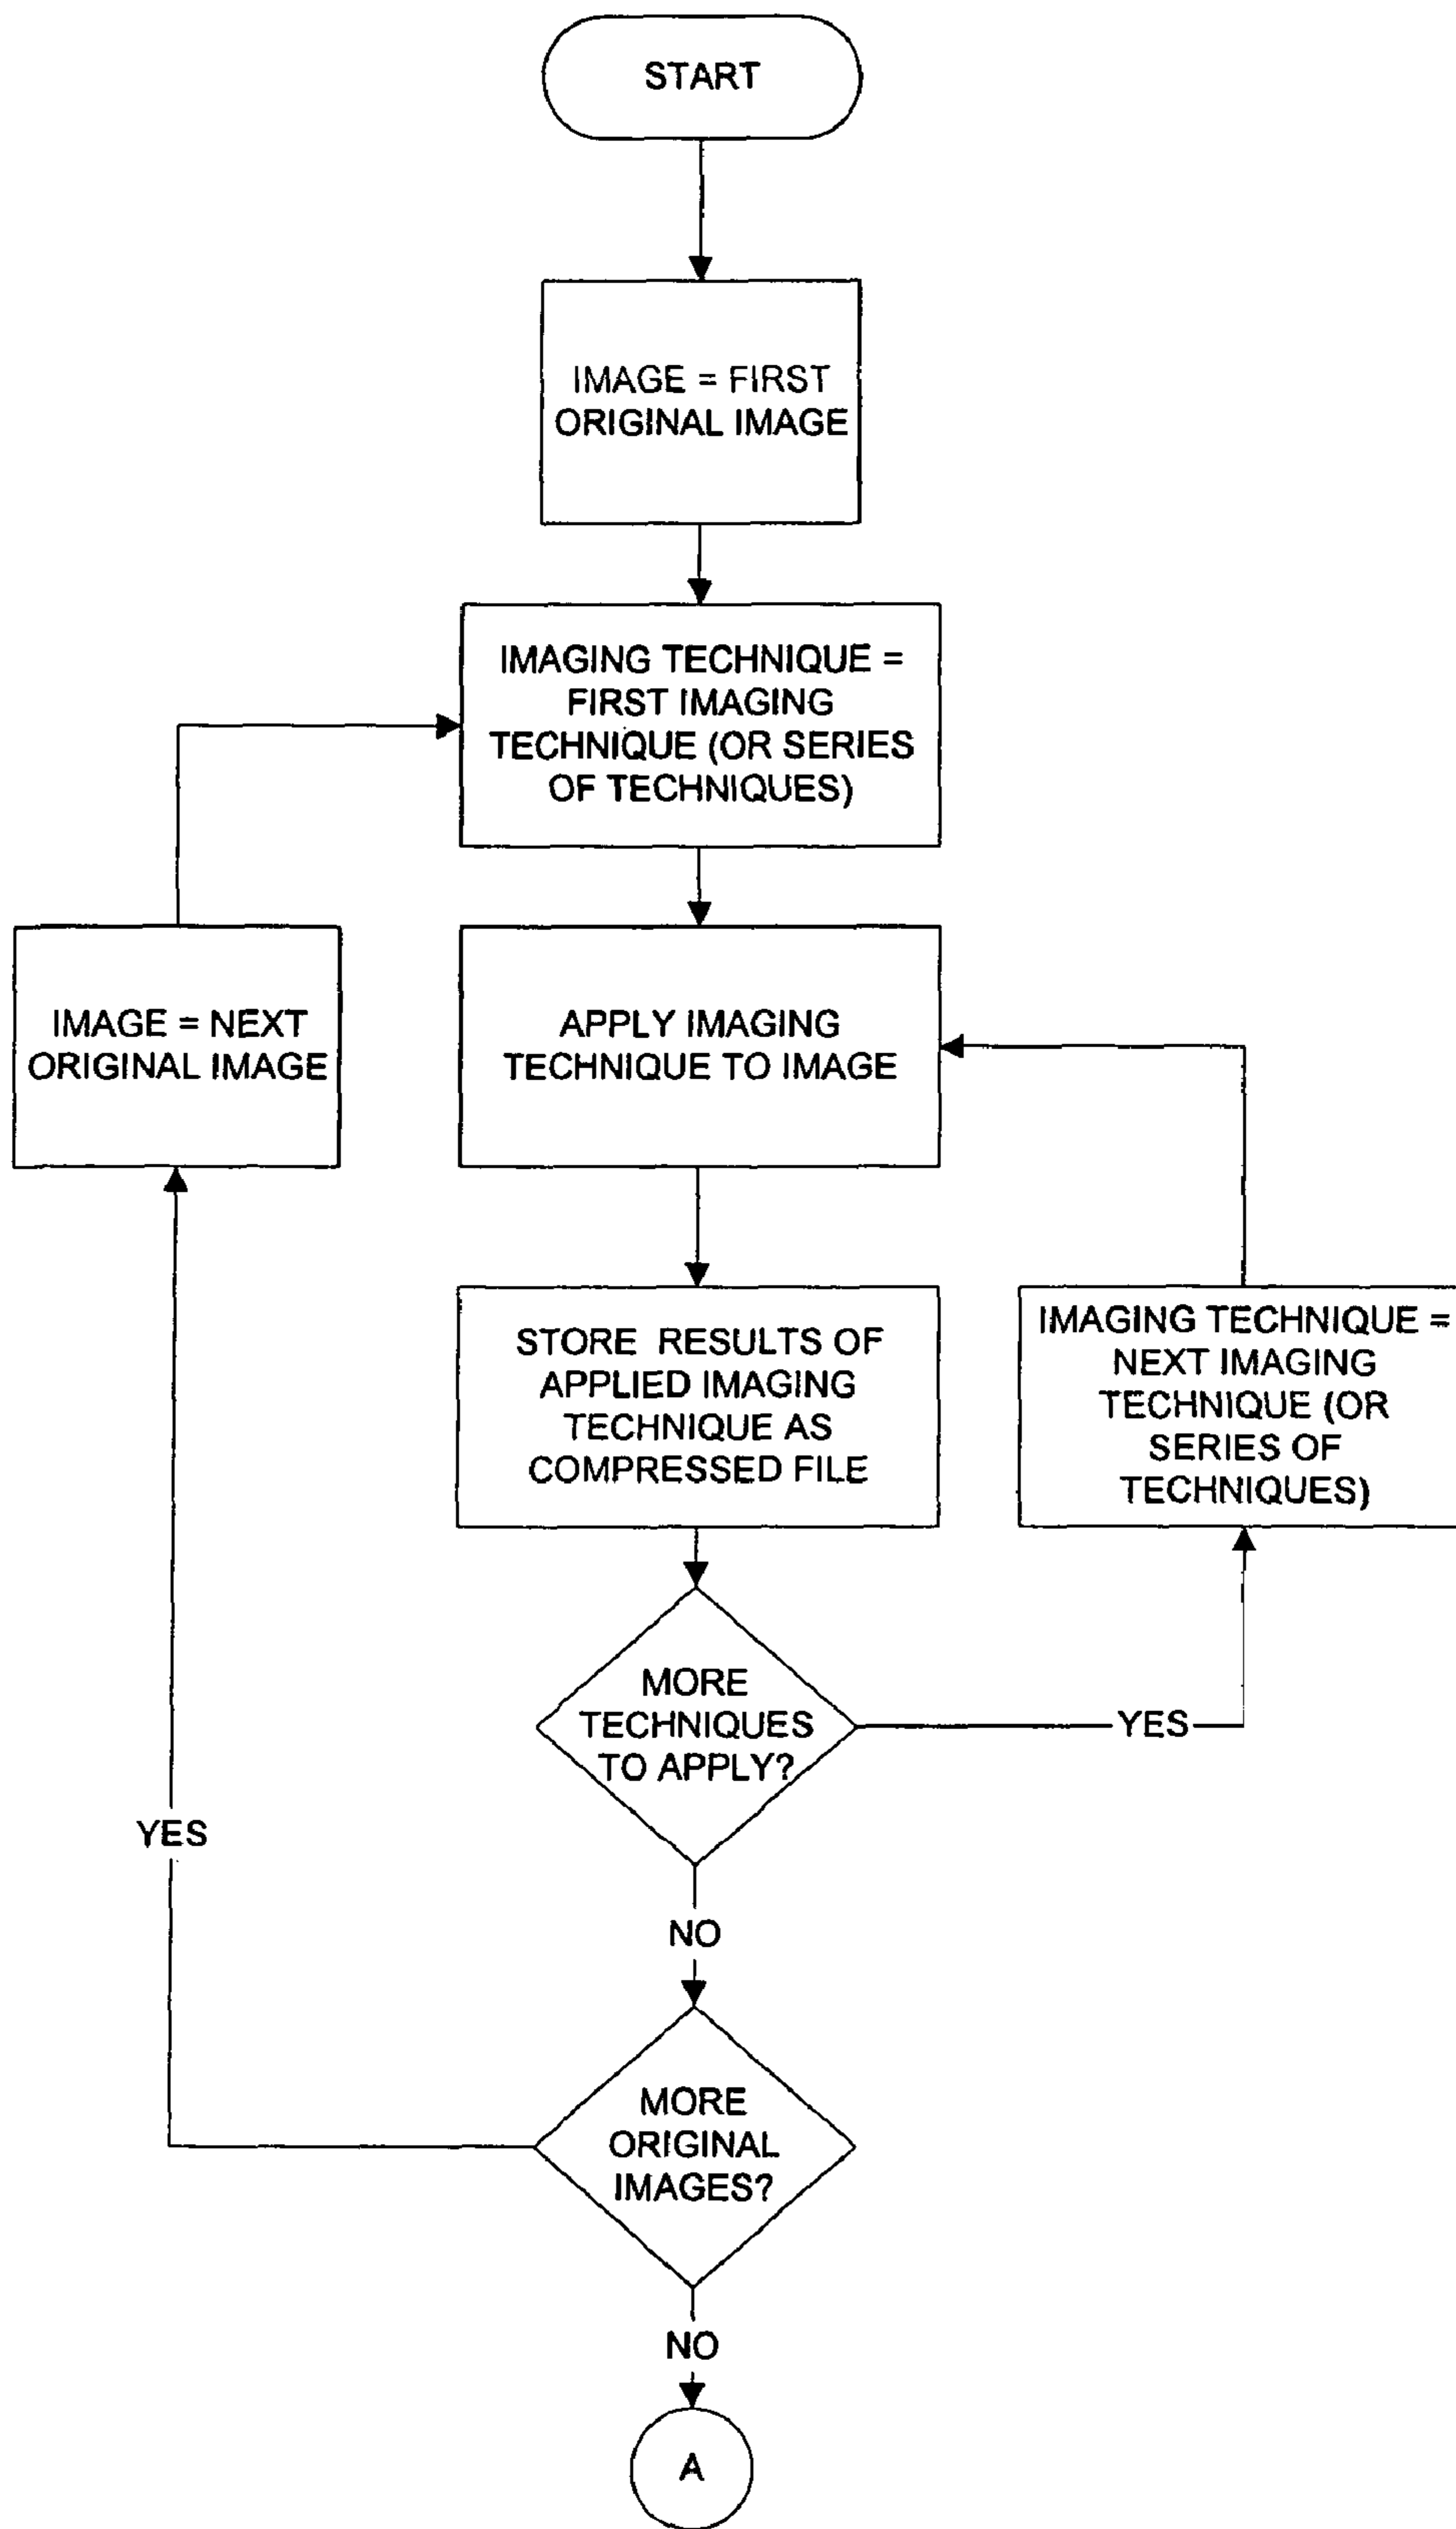 START
IMAGE = FIRST
ORIGINAL IMAGE
IMAGING TECHNIQUE =
FIRST IMAGING
TECHNIQUE (OR SERIES
OF TECHNIQUES)
IMAGE = NEXT
ORIGINAL IMAGE
APPLY IMAGING
TECHNIQUE TO IMAGE
STORE RESULTS OF
APPLIED IMAGING
TECHNIQUE AS
COMPRESSED FILE
IMAGING TECHNIQUE =
NEXT IMAGING
TECHNIQUE (OR
SERIES OF
TECHNIQUES)
MORE
TECHNIQUES
TO APPLY?
YES
YES
NO
MORE
ORIGINAL
IMAGES?
NO
A